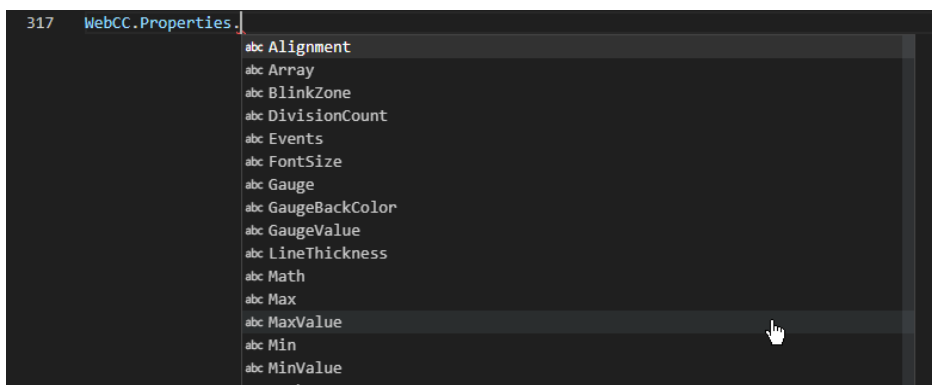 317 WebCC.Properties.
abc Alignment
abc Array
abc BlinkZone
abc DivisionCount
abc Events
abc FontSize
abc Gauge
abc GaugeBackColor
abc GaugeValue
abc LineThickness
abc Math
abc Max
abc MaxValue
abc Min
abc MinValue